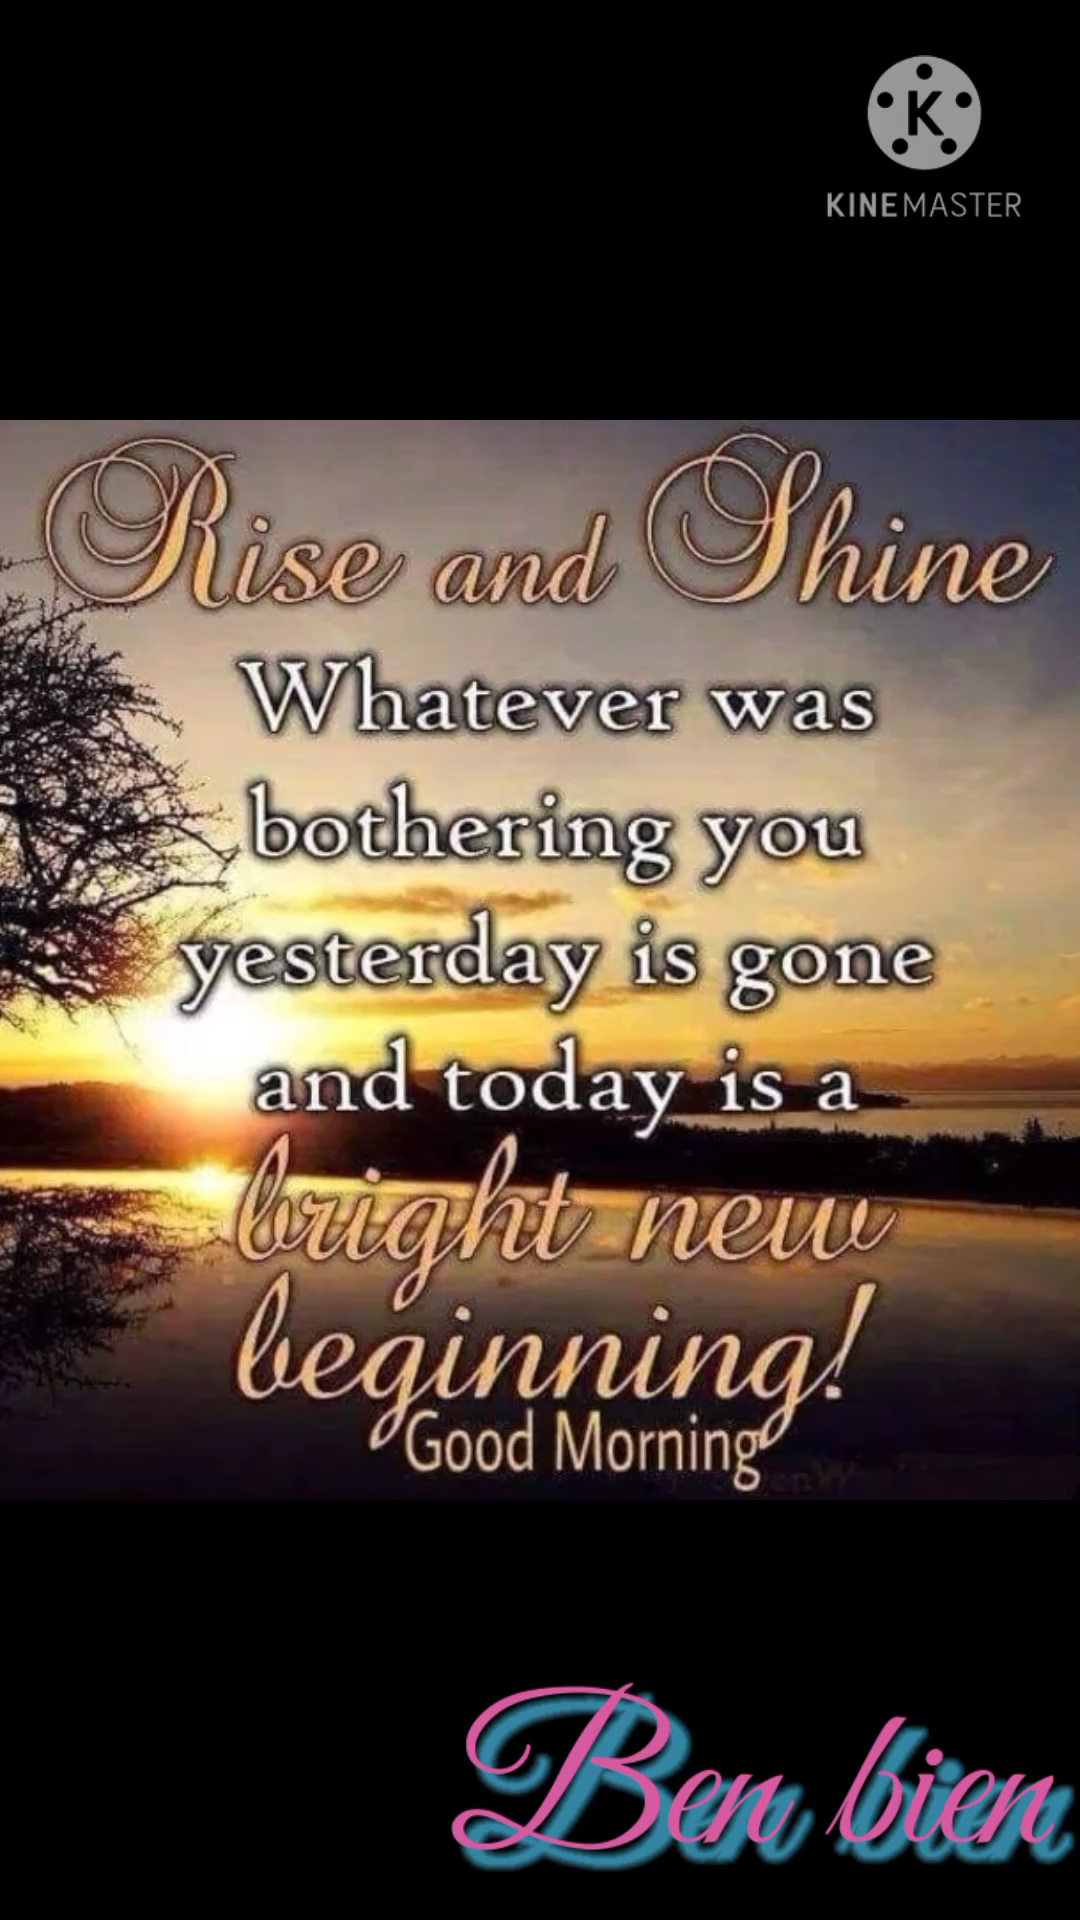 K
KINEMASTER
Rise and Shine
Whatever was
bothering you
yesterday is gone
and today is a
bright new
beginning!
Good Morning
Ben bien